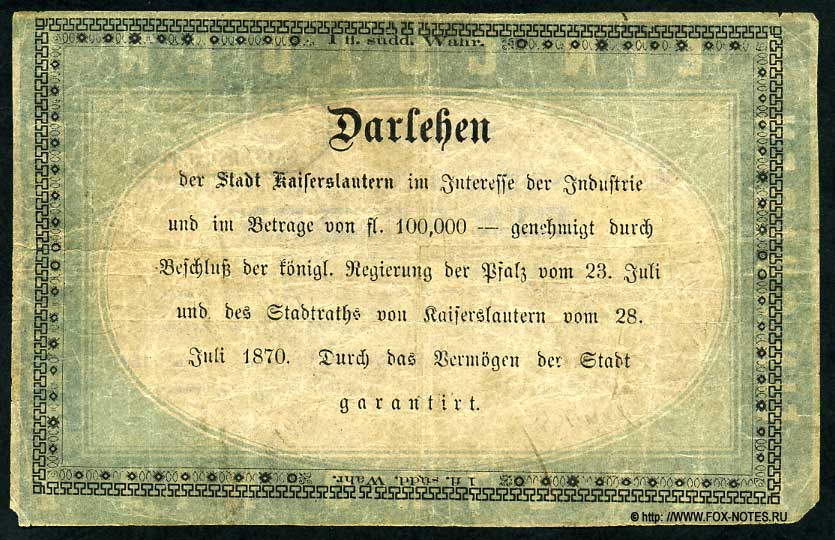 1 fl. südd. Währ.
EIN GULDEN
Darlehen
der Stadt Kaiserslautern im Interesse der Industrie
und im Betrage von fl. 100,000 — genehmigt durch
Beschluß der königl. Regierung der Pfalz vom 23. Juli
und des Stadtraths von Kaiserslautern vom 28.
Juli 1870. Durch das Vermögen der Stadt
garantirt.
1 fl. südd. Währ.
© http: //WWW.FOX-NOTES.RU